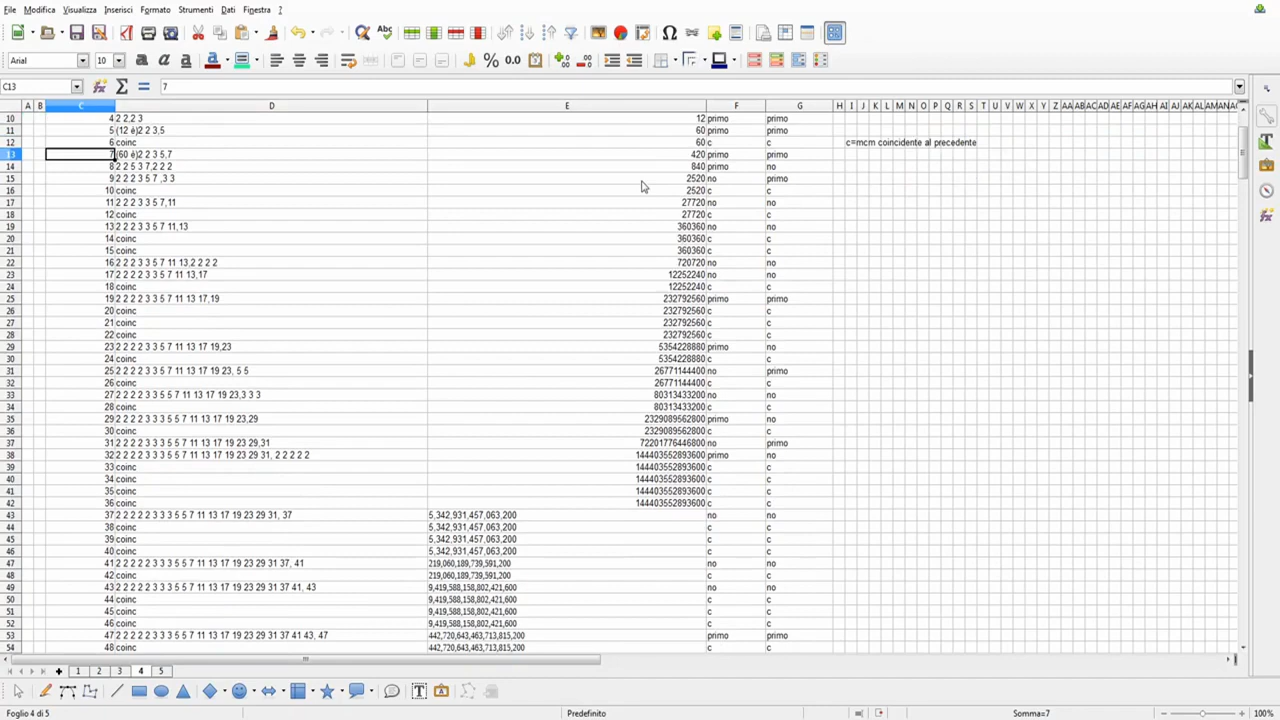 File Modifica Visualizza Inserisci Formato Strumenti Dati Finestra ?
Arial 10
C13 7
A B C D E F G H I J K L M N O P Q R S T U V W X Y Z AA AB AC AD AE AF AG AH AI AJ AK AL AM AN
10 4 2 2,2 3 12 primo primo
11 5 (12 è)2 2 3,5 60 primo primo
12 6 coinc 60 c c c=mcm coincidente al precedente
13 7 (60 è)2 2 3 5,7 420 primo primo
14 8 2 2 5 3 7,2 2 2 840 primo no
15 9 2 2 2 3 5 7 ,3 3 2520 no primo
16 10 coinc 2520 c c
17 11 2 2 2 3 3 5 7,11 27720 no no
18 12 coinc 27720 c c
19 13 2 2 2 3 3 5 7 11,13 360360 no no
20 14 coinc 360360 c c
21 15 coinc 360360 c c
22 16 2 2 2 3 3 5 7 11 13,2 2 2 2 720720 no no
23 17 2 2 2 2 3 3 5 7 11 13,17 12252240 no no
24 18 coinc 12252240 c c
25 19 2 2 2 2 3 3 5 7 11 13 17,19 232792560 primo primo
26 20 coinc 232792560 c c
27 21 coinc 232792560 c c
28 22 coinc 232792560 c c
29 23 2 2 2 2 3 3 5 7 11 13 17 19,23 5354228880 primo no
30 24 coinc 5354228880 c c
31 25 2 2 2 2 3 3 5 7 11 13 17 19 23, 5 5 26771144400 no primo
32 26 coinc 26771144400 c c
33 27 2 2 2 2 3 3 5 5 7 11 13 17 19 23,3 3 3 80313433200 no no
34 28 coinc 80313433200 c c
35 29 2 2 2 2 3 3 3 5 5 7 11 13 17 19 23,29 2329089562800 primo no
36 30 coinc 2329089562800 c c
37 31 2 2 2 2 3 3 3 5 5 7 11 13 17 19 23 29,31 72201776446800 no primo
38 32 2 2 2 2 3 3 3 5 5 7 11 13 17 19 23 29 31, 2 2 2 2 2 144403552893600 primo no
39 33 coinc 144403552893600 c c
40 34 coinc 144403552893600 c c
41 35 coinc 144403552893600 c c
42 36 coinc 144403552893600 c c
43 37 2 2 2 2 2 3 3 3 5 5 7 11 13 17 19 23 29 31, 37 5,342,931,457,063,200 no no
44 38 coinc 5,342,931,457,063,200 c c
45 39 coinc 5,342,931,457,063,200 c c
46 40 coinc 5,342,931,457,063,200 c c
47 41 2 2 2 2 2 3 3 3 5 5 7 11 13 17 19 23 29 31 37, 41 219,060,189,739,591,200 no no
48 42 coinc 219,060,189,739,591,200 c c
49 43 2 2 2 2 2 3 3 3 5 5 7 11 13 17 19 23 29 31 37 41, 43 9,419,588,158,802,421,600 no no
50 44 coinc 9,419,588,158,802,421,600 c c
51 45 coinc 9,419,588,158,802,421,600 c c
52 46 coinc 9,419,588,158,802,421,600 c c
53 47 2 2 2 2 2 3 3 3 5 5 7 11 13 17 19 23 29 31 37 41 43, 47 442,720,643,463,713,815,200 primo primo
54 48 coinc 442,720,643,463,713,815,200 c c
1 2 3 4 5
Foglio 4 di 5 Predefinito Somma=7 100%